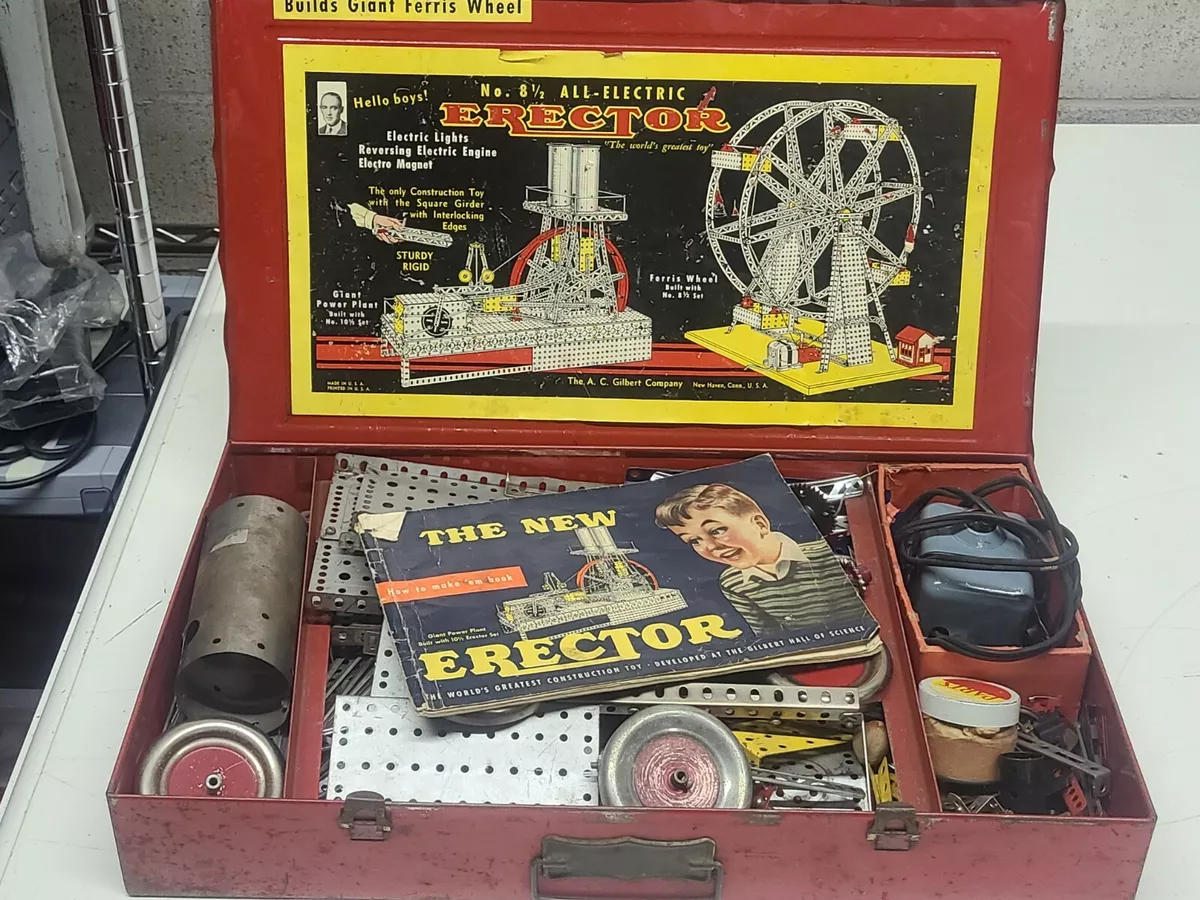 Builds Giant Ferris Wheel
Hello boys!
No. 8½ ALL-ELECTRIC
ERECTOR
"The world's greatest toy"
Electric Lights
Reversing Electric Engine
Electro Magnet
The only Construction Toy
with the Square Girder
with Interlocking
Edges
STURDY
RIGID
Giant
Power Plant
Built with
No. 10½ Set
Ferris Wheel
Built with
No. 8½ Set
MADE IN U. S. A.
PRINTED IN U. S. A.
The A. C. Gilbert Company New Haven, Conn., U. S. A.
THE NEW
How to make 'em book
Giant Power Plant
Built with 10½ Erector Set
ERECTOR
THE WORLD'S GREATEST CONSTRUCTION TOY · DEVELOPED AT THE GILBERT HALL OF SCIENCE